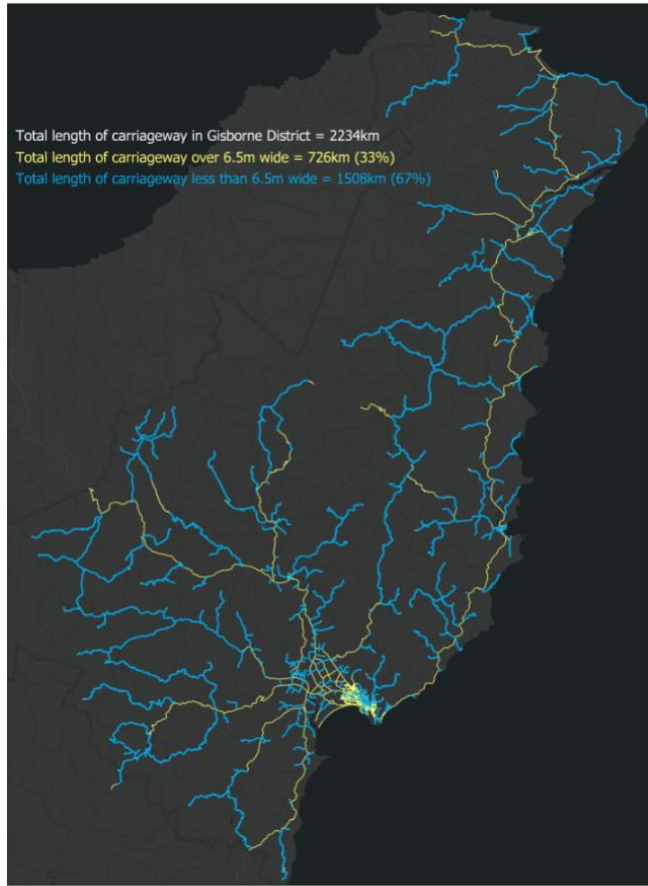 Total length of carriageway in Gisborne District = 2234km
Total length of carriageway over 6.5m wide = 726km (33%)
Total length of carriageway less than 6.5m wide = 1508km (67%)